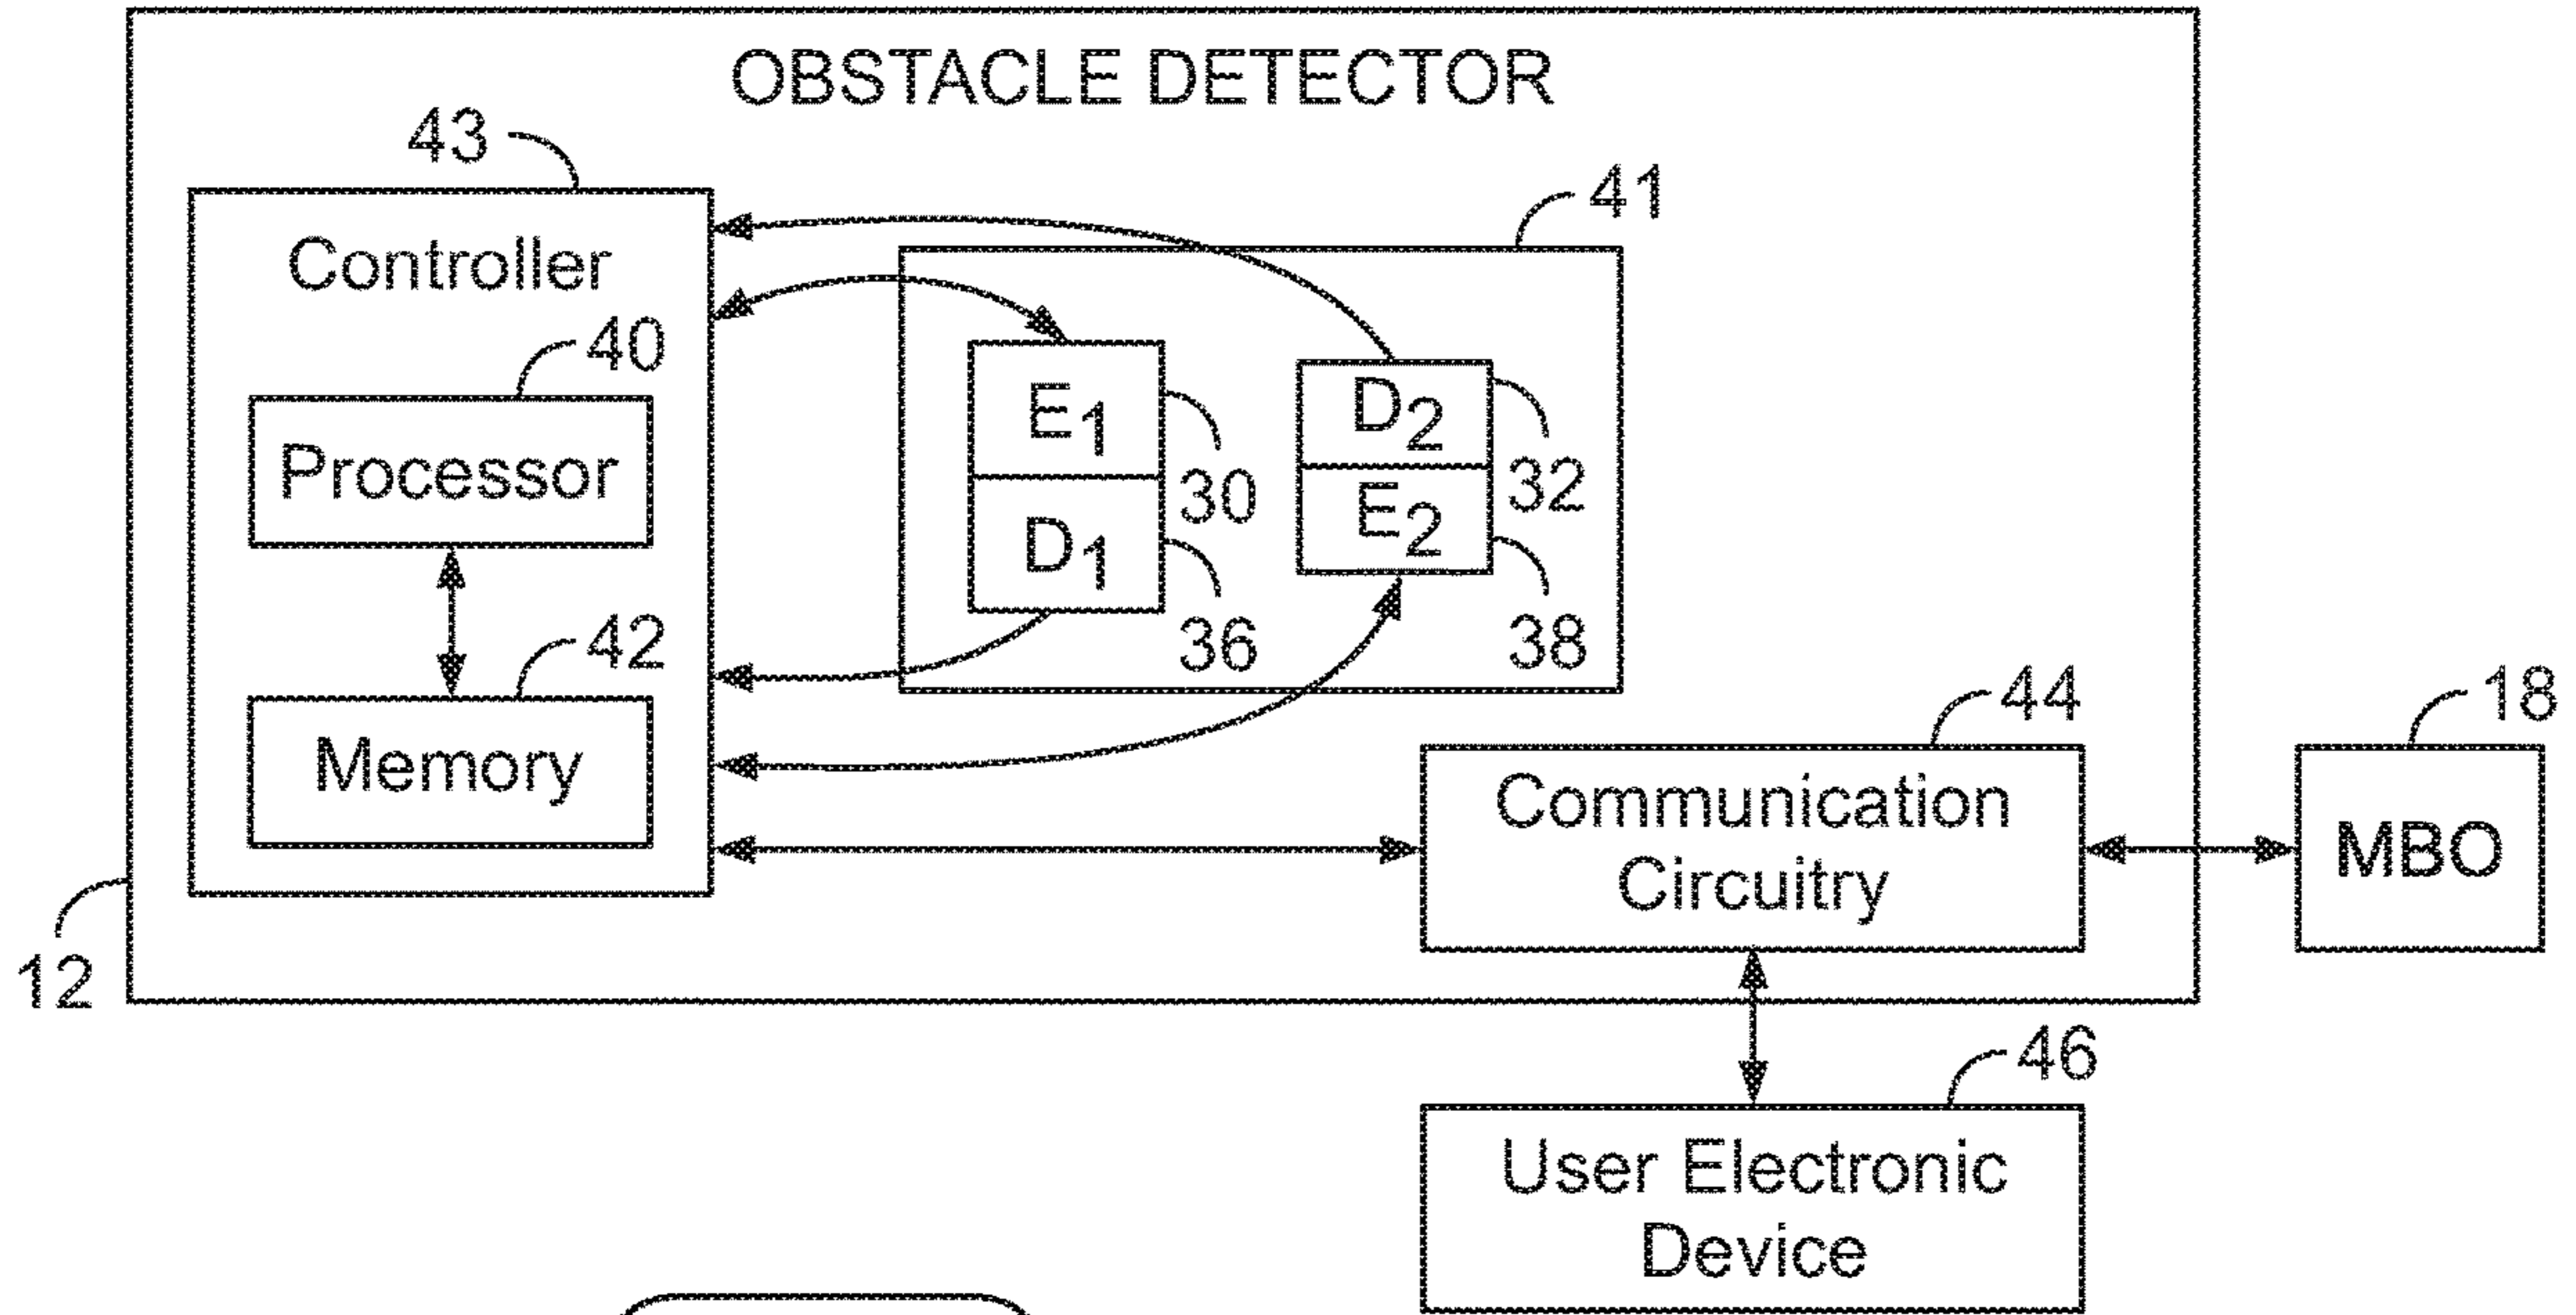 OBSTACLE DETECTOR
43
41
Controller
40
Processor
42
Memory
E1
30
D1
36
D2
32
E2
38
44
Communication
Circuitry
18
MBO
12
46
User Electronic
Device